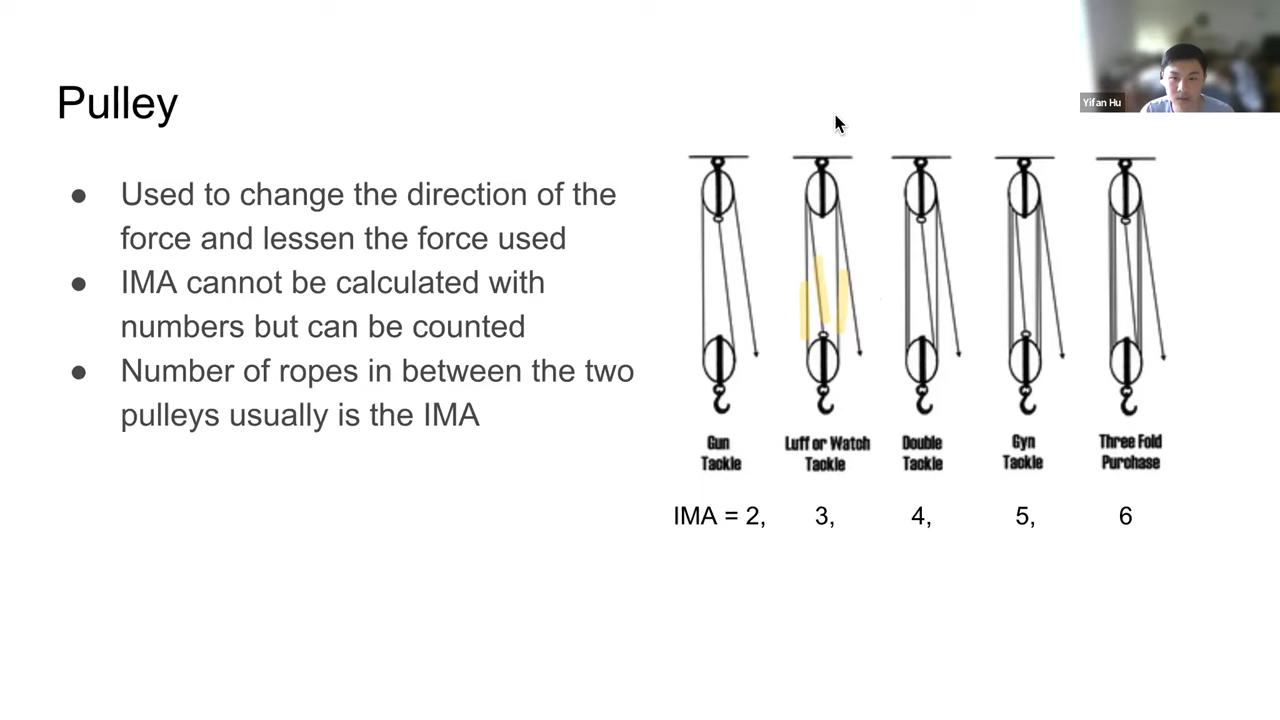 Yifan Hu
Pulley
● Used to change the direction of the
force and lessen the force used
● IMA cannot be calculated with
numbers but can be counted
● Number of ropes in between the two
pulleys usually is the IMA
Gun
Tackle
Luff or Watch
Tackle
Double
Tackle
Gyn
Tackle
Three Fold
Purchase
IMA = 2, 3, 4, 5, 6